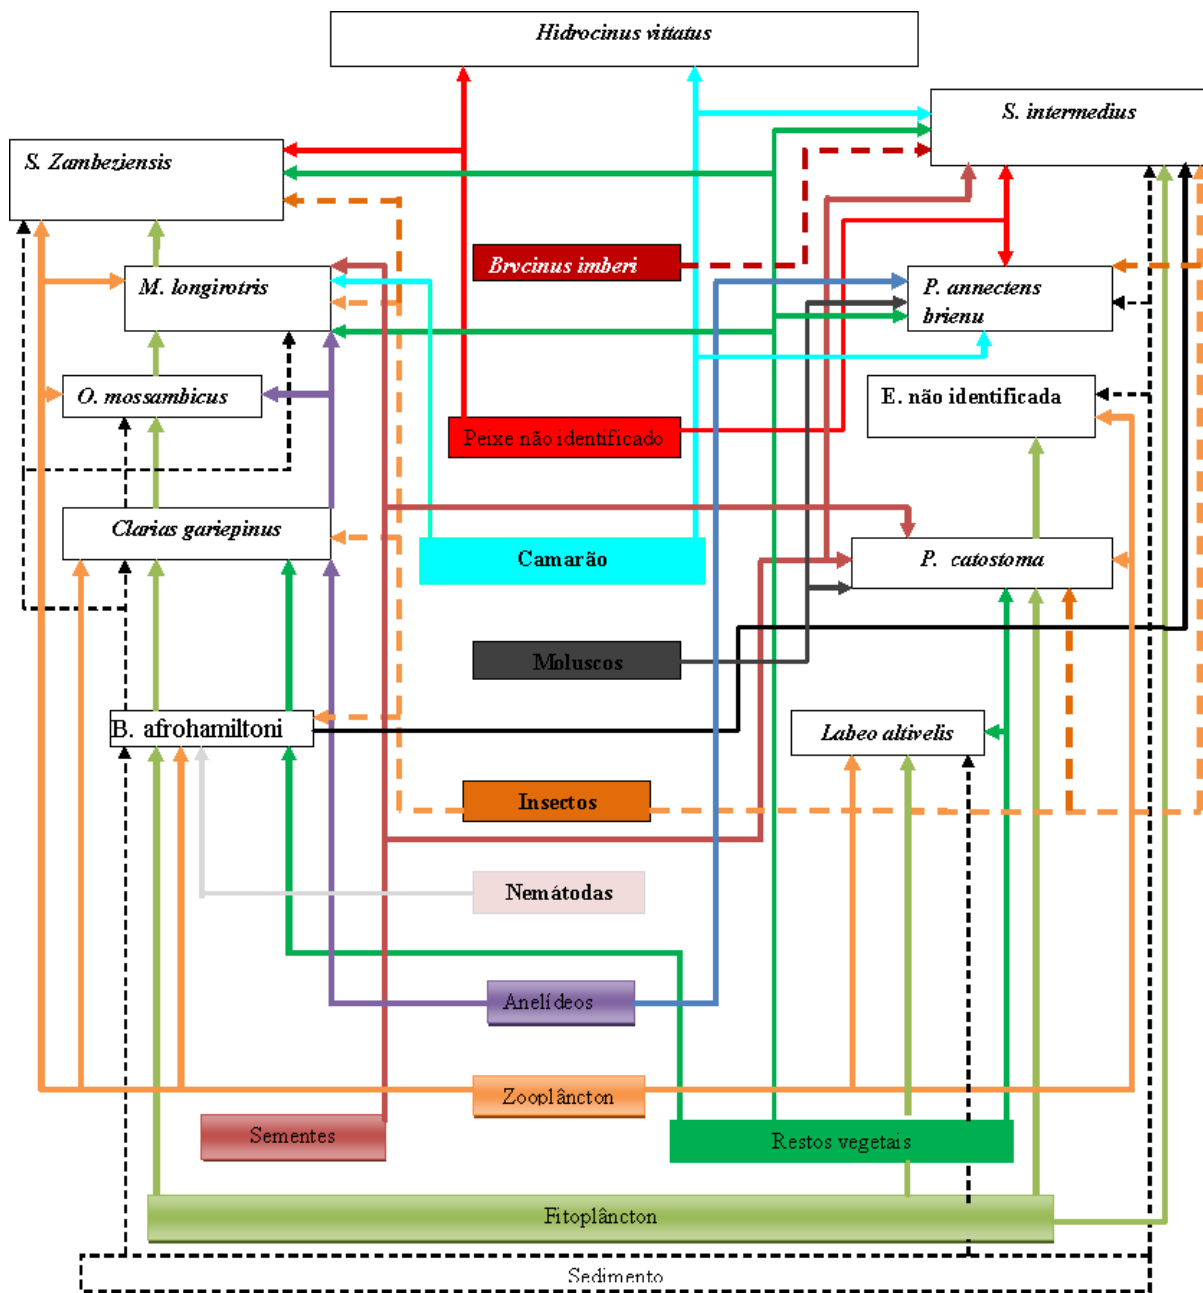 Hidrocinus vittatus
S. intermedius
S. Zambeziensis
Brycinus imberi
M. longirotris
P. annectens
brienu
O. mossambicus
E. não identificada
Peixe não identificado
Clarias gariepinus
Camarão
P. catostoma
Moluscos
B. afrohamiltoni
Labeo altivelis
Insectos
Nemátodas
Anelídeos
Zooplâncton
Sementes
Restos vegetais
Fitoplâncton
Sedimento